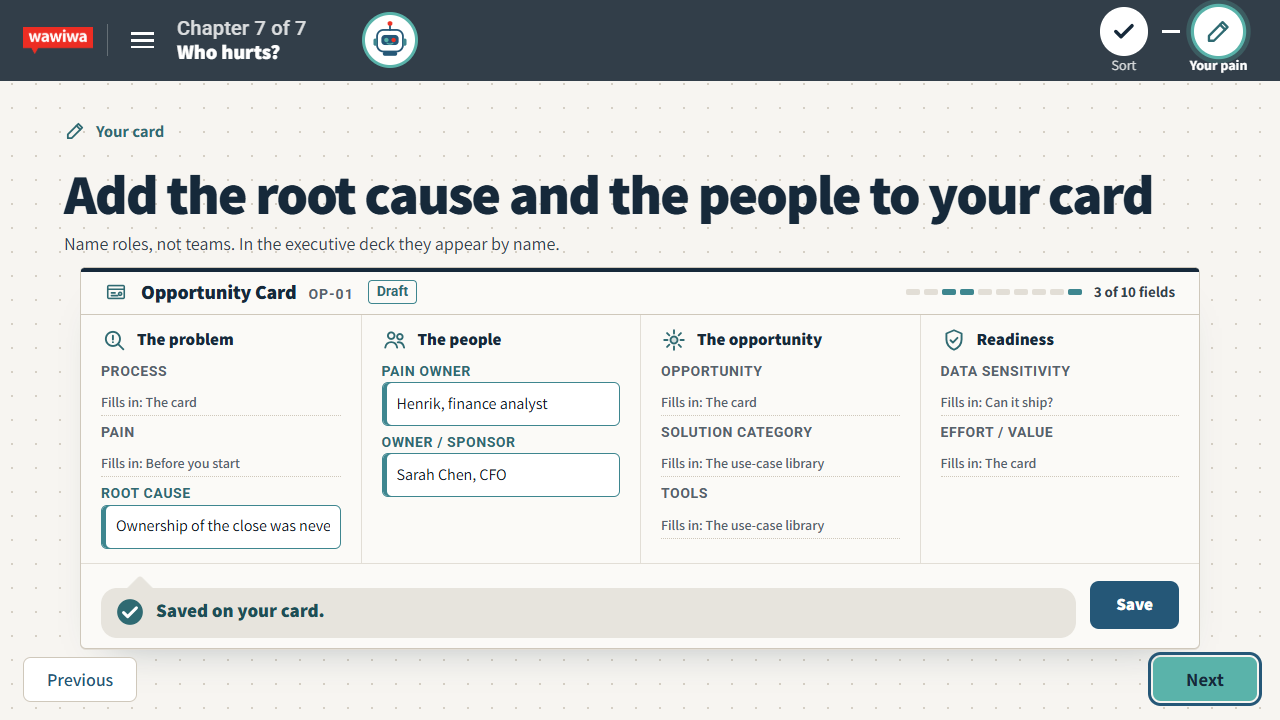 wawiwa
Chapter 7 of 7
Who hurts?
Sort
Your pain
Your card
Add the root cause and the people to your card
Name roles, not teams. In the executive deck they appear by name.
Opportunity Card OP-01 Draft
3 of 10 fields
The problem
PROCESS
Fills in: The card
PAIN
Fills in: Before you start
ROOT CAUSE
Ownership of the close was neve
The people
PAIN OWNER
Henrik, finance analyst
OWNER / SPONSOR
Sarah Chen, CFO
The opportunity
OPPORTUNITY
Fills in: The card
SOLUTION CATEGORY
Fills in: The use-case library
TOOLS
Fills in: The use-case library
Readiness
DATA SENSITIVITY
Fills in: Can it ship?
EFFORT / VALUE
Fills in: The card
Saved on your card.
Save
Previous
Next